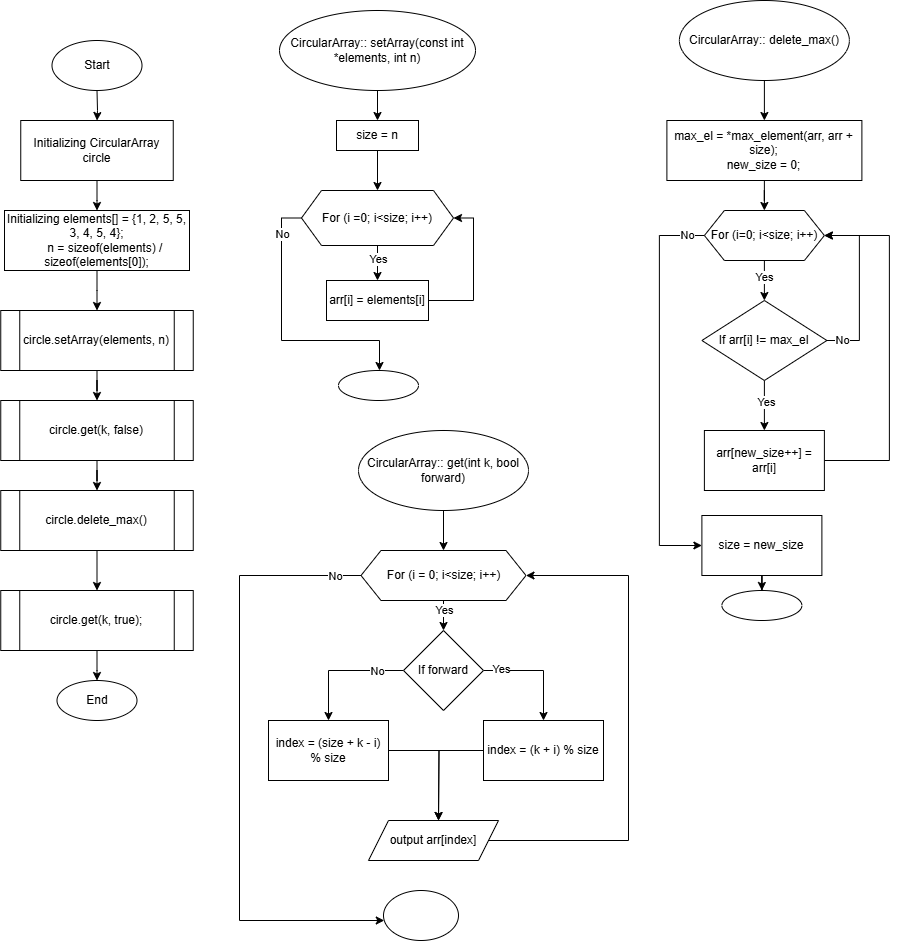 Start
Initializing CircularArray
circle
Initializing elements[] = {1, 2, 5, 5,
3, 4, 5, 4};
n = sizeof(elements) /
sizeof(elements[0]);
circle.setArray(elements, n)
circle.get(k, false)
circle.delete_max()
circle.get(k, true);
End
CircularArray:: setArray(const int
*elements, int n)
size = n
For (i =0; i<size; i++)
No
Yes
arr[i] = elements[i]
CircularArray:: get(int k, bool
forward)
For (i = 0; i<size; i++)
No
Yes
If forward
No
Yes
index = (size + k - i)
% size
index = (k + i) % size
output arr[index]
CircularArray:: delete_max()
max_el = *max_element(arr, arr +
size);
new_size = 0;
For (i=0; i<size; i++)
No
Yes
If arr[i] != max_el
No
Yes
arr[new_size++] =
arr[i]
size = new_size